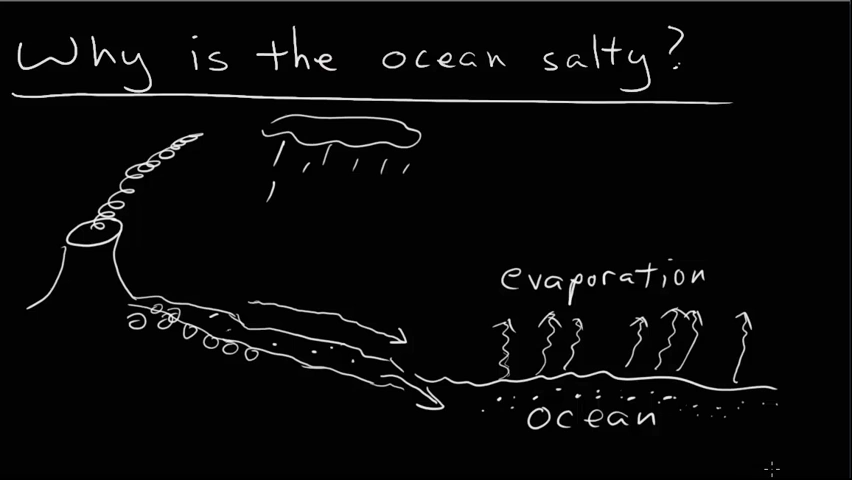 Why is the ocean salty?
evaporation
ocean